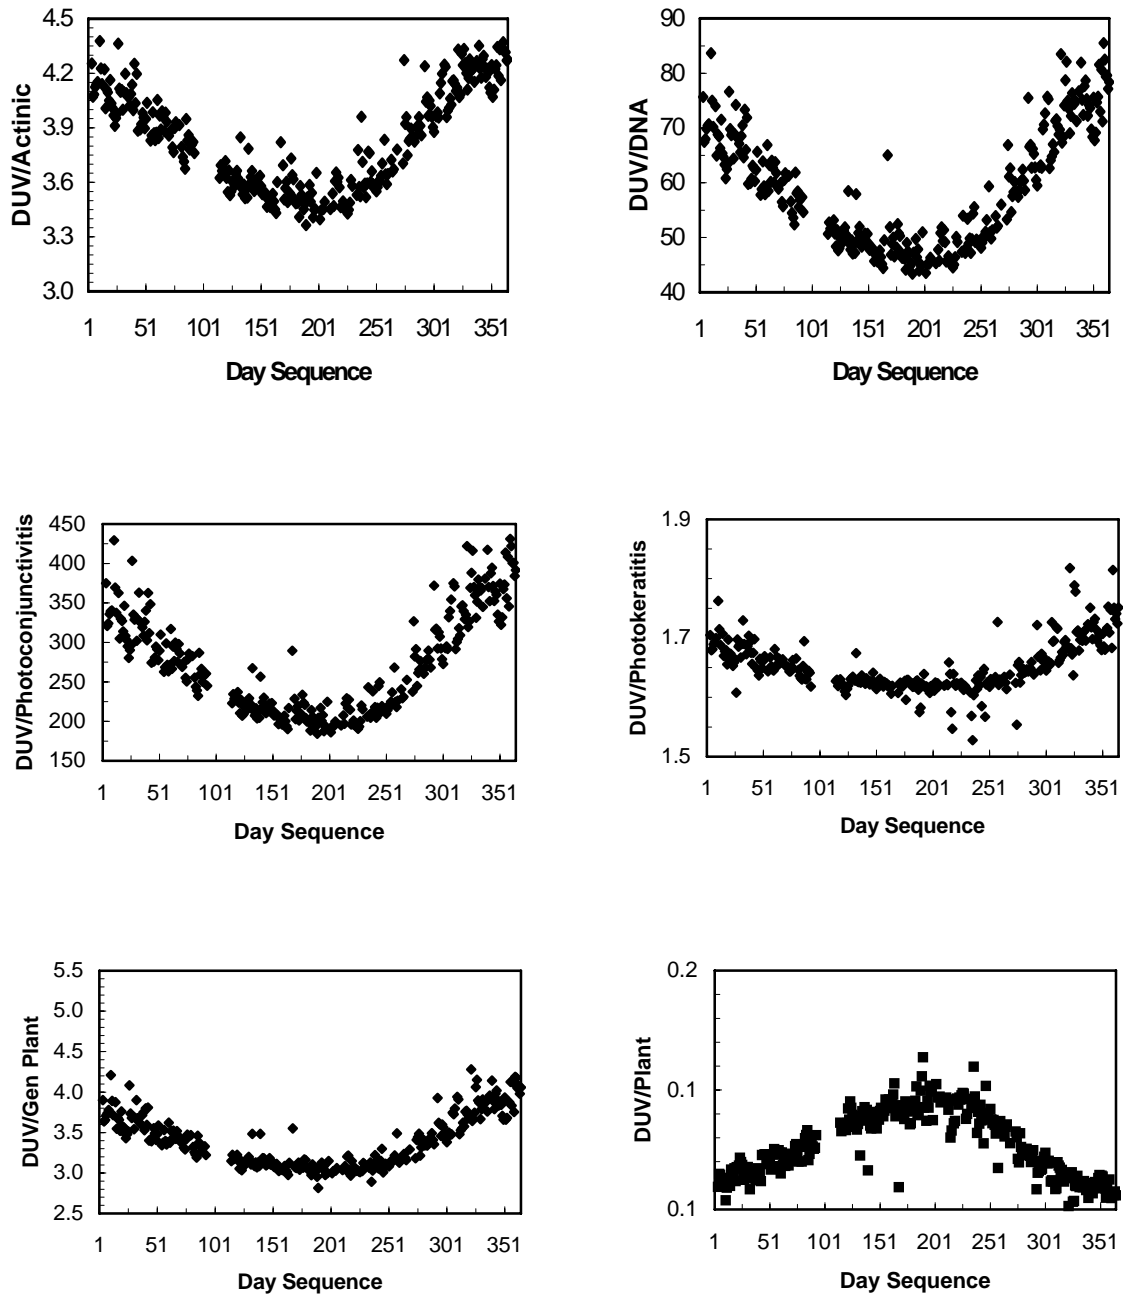 DUV/Actinic
4.5
4.2
3.9
3.6
3.3
3.0
1 51 101 151 201 251 301 351
Day Sequence
DUV/DNA
90
80
70
60
50
40
1 51 101 151 201 251 301 351
Day Sequence
DUV/Photoconjunctivitis
450
400
350
300
250
200
150
1 51 101 151 201 251 301 351
Day Sequence
DUV/Photokeratitis
1.9
1.7
1.5
1 51 101 151 201 251 301 351
Day Sequence
DUV/Gen Plant
5.5
5.0
4.5
4.0
3.5
3.0
2.5
1 51 101 151 201 251 301 351
Day Sequence
DUV/Plant
0.2
0.1
0.1
1 51 101 151 201 251 301 351
Day Sequence